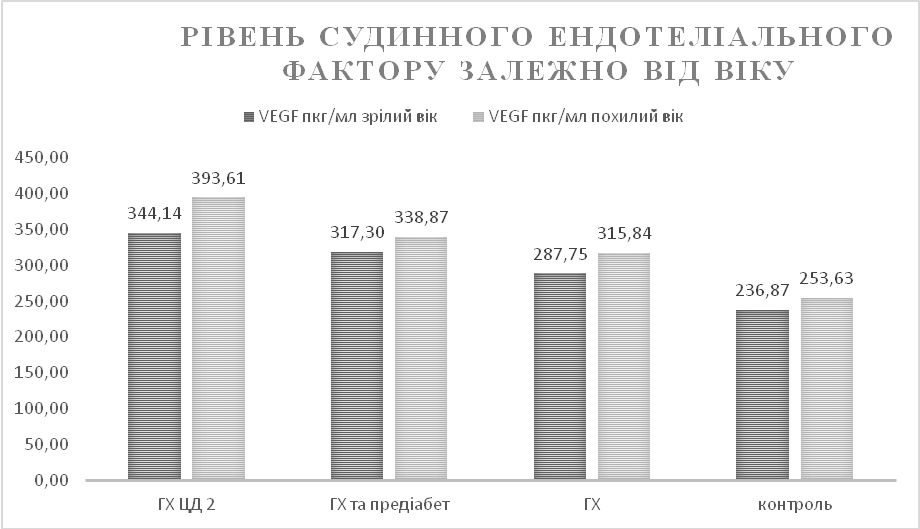 РІВЕНЬ СУДИННОГО ЕНДОТЕЛІАЛЬНОГО
ФАКТОРУ ЗАЛЕЖНО ВІД ВІКУ
VEGF пкг/мл зрілий вік VEGF пкг/мл похилий вік
450,00
400,00
350,00
300,00
250,00
200,00
150,00
100,00
50,00
0,00
344,14
393,61
317,30
338,87
287,75
315,84
236,87
253,63
ГХ ЦД 2
ГХ та предіабет
ГХ
контроль